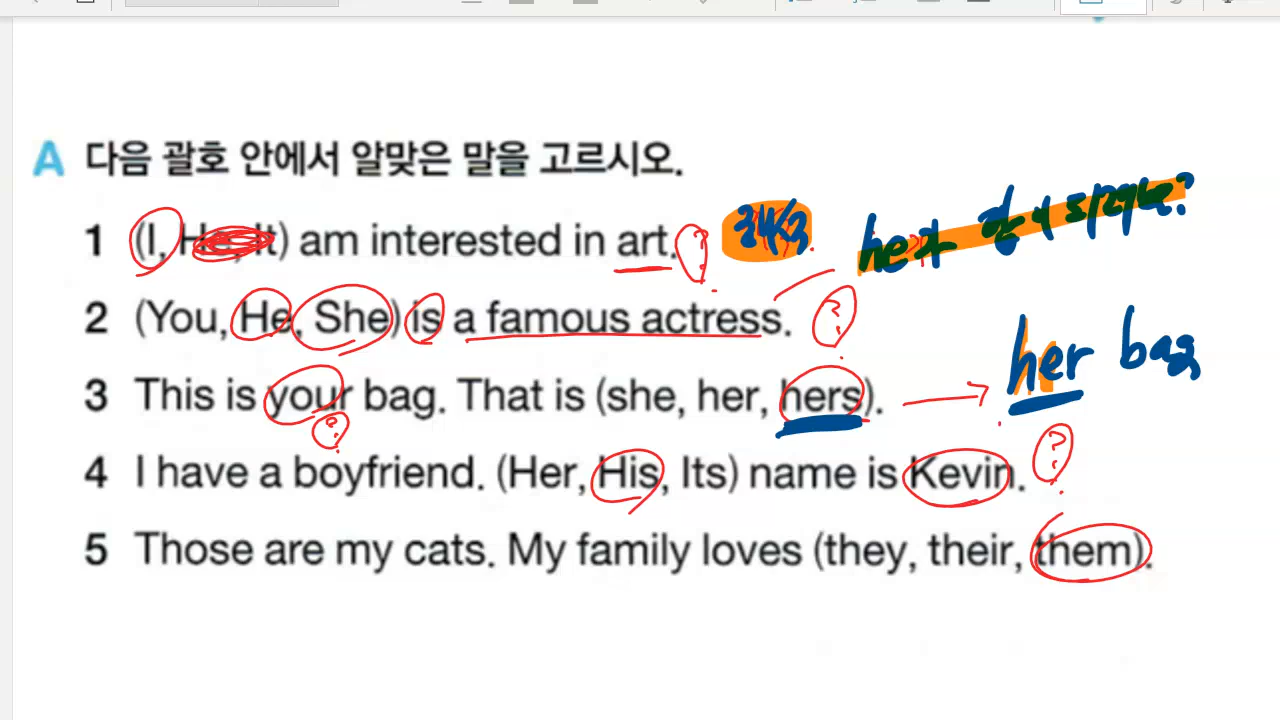 A 다음 괄호 안에서 알맞은 말을 고르시오.
1 (I, He, It) am interested in art. ?
2 (You, He, She) is a famous actress. ?
3 This is your bag. That is (she, her, hers). → her bag
?
4 I have a boyfriend. (Her, His, Its) name is Kevin. ?
5 Those are my cats. My family loves (they, their, them).